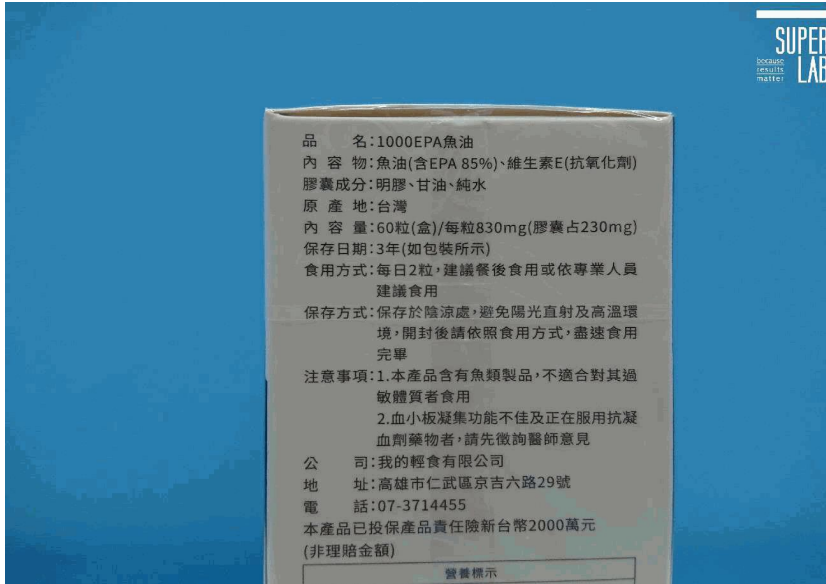 SUPER
LAB
because
results
matter
品　　名:1000EPA魚油
內 容 物:魚油(含EPA 85%)、維生素E(抗氧化劑)
膠囊成分:明膠、甘油、純水
原 產 地:台灣
內 容 量:60粒(盒)/每粒830mg(膠囊占230mg)
保存日期:3年(如包裝所示)
食用方式:每日2粒,建議餐後食用或依專業人員
建議食用
保存方式:保存於陰涼處,避免陽光直射及高溫環
境,開封後請依照食用方式,盡速食用
完畢
注意事項:1.本產品含有魚類製品,不適合對其過
敏體質者食用
2.血小板凝集功能不佳及正在服用抗凝
血劑藥物者,請先徵詢醫師意見
公　　司:我的輕食有限公司
地　　址:高雄市仁武區京吉六路29號
電　　話:07-3714455
本產品已投保產品責任險新台幣2000萬元
(非理賠金額)
營養標示